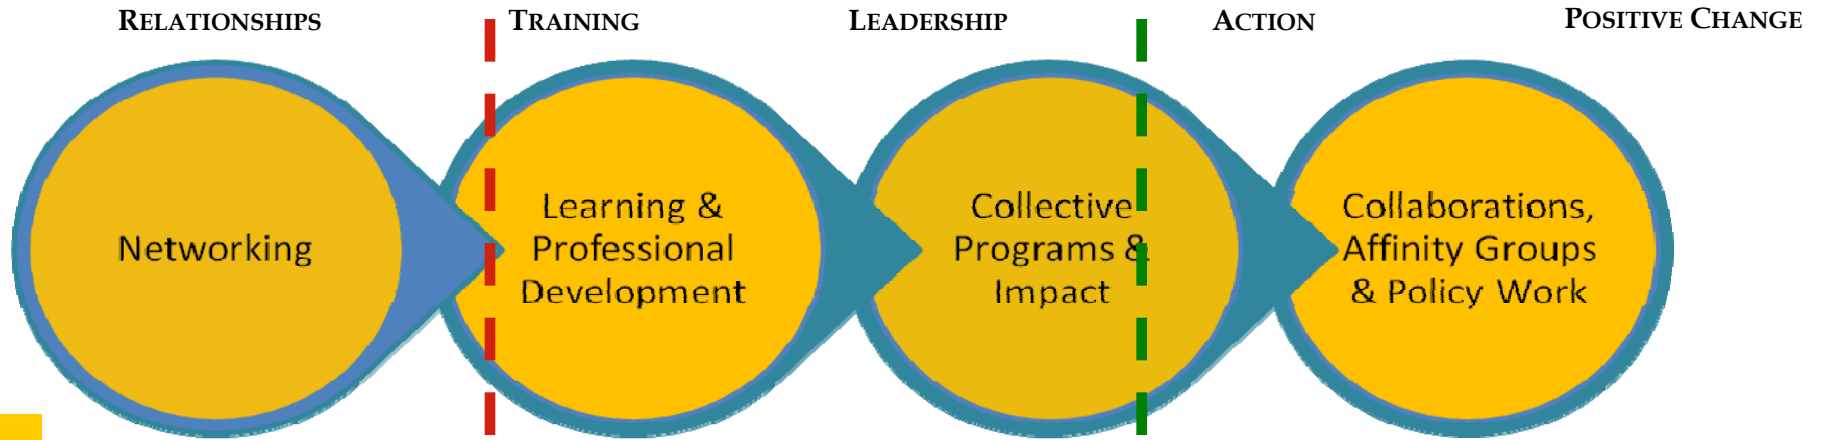 RELATIONSHIPS TRAINING LEADERSHIP ACTION POSITIVE CHANGE
Networking
Learning &
Professional
Development
Collective
Programs &
Impact
Collaborations,
Affinity Groups
& Policy Work